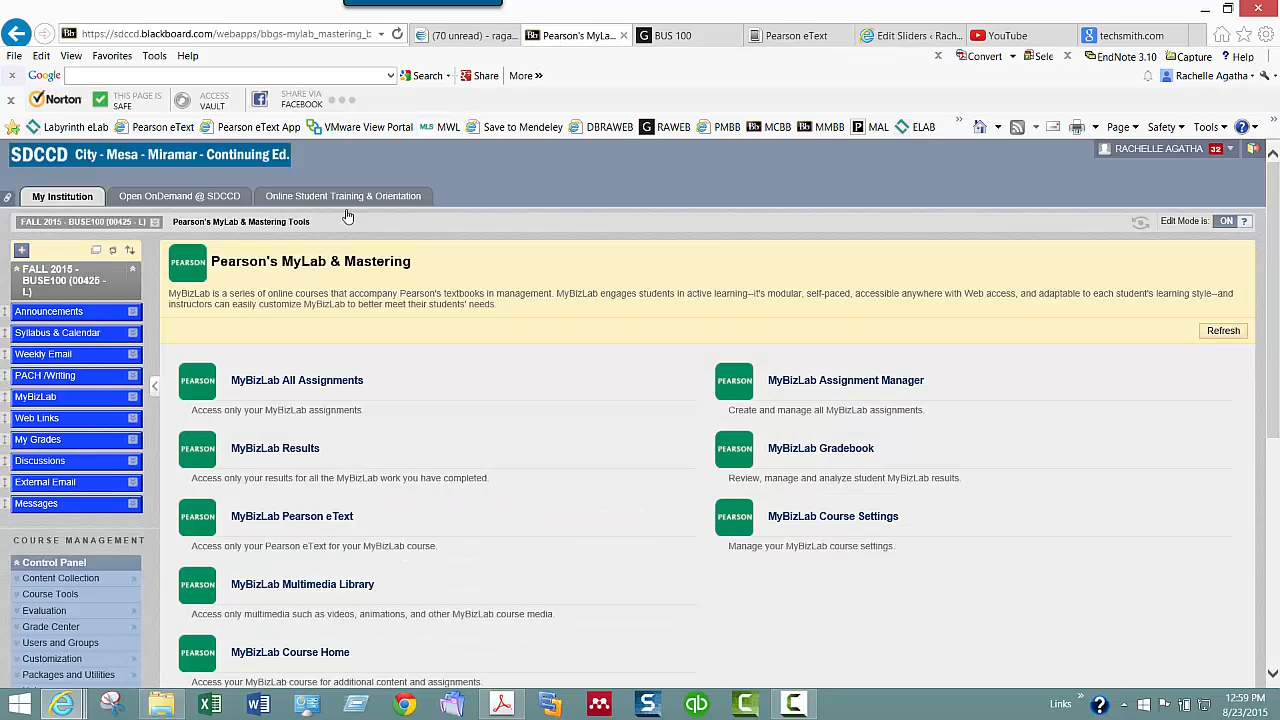 https://sdccd.blackboard.com/webapps/bbgs-mylab_mastering_b
(70 unread) - raga...
Pearson's MyLa...
BUS 100
Pearson eText
Edit Sliders ‹ Rach...
YouTube
techsmith.com
File Edit View Favorites Tools Help
Convert
Sele
EndNote 3.10
Capture
Help
Google
Search
Share
More »
Rachelle Agatha
Norton
THIS PAGE IS
SAFE
ACCESS
VAULT
SHARE VIA
FACEBOOK
Labyrinth eLab
Pearson eText
Pearson eText App
VMware View Portal
MLS MWL
Save to Mendeley
DBRAWEB
RAWEB
PMBB
MCBB
MMBB
MAL
ELAB
Page
Safety
Tools
SDCCD City - Mesa - Miramar - Continuing Ed.
RACHELLE AGATHA 32
My Institution
Open OnDemand @ SDCCD
Online Student Training & Orientation
FALL 2015 - BUSE100 (00425 - L)
Pearson's MyLab & Mastering Tools
Edit Mode is: ON ?
FALL 2015 -
BUSE100 (00425 -
L)
Announcements
Syllabus & Calendar
Weekly Email
PACH /Writing
MyBizLab
Web Links
My Grades
Discussions
External Email
Messages
COURSE MANAGEMENT
Control Panel
Content Collection
Course Tools
Evaluation
Grade Center
Users and Groups
Customization
Packages and Utilities
PEARSON
Pearson's MyLab & Mastering
MyBizLab is a series of online courses that accompany Pearson's textbooks in management. MyBizLab engages students in active learning--it's modular, self-paced, accessible anywhere with Web access, and adaptable to each student's learning style--and
instructors can easily customize MyBizLab to better meet their students' needs.
Refresh
PEARSON
MyBizLab All Assignments
Access only your MyBizLab assignments.
PEARSON
MyBizLab Assignment Manager
Create and manage all MyBizLab assignments.
PEARSON
MyBizLab Results
Access only your results for all the MyBizLab work you have completed.
PEARSON
MyBizLab Gradebook
Review, manage and analyze student MyBizLab results.
PEARSON
MyBizLab Pearson eText
Access only your Pearson eText for your MyBizLab course.
PEARSON
MyBizLab Course Settings
Manage your MyBizLab course settings.
PEARSON
MyBizLab Multimedia Library
Access only multimedia such as videos, animations, and other MyBizLab course media.
PEARSON
MyBizLab Course Home
Access your MyBizLab course for additional content and assignments.
Links
12:59 PM
8/23/2015